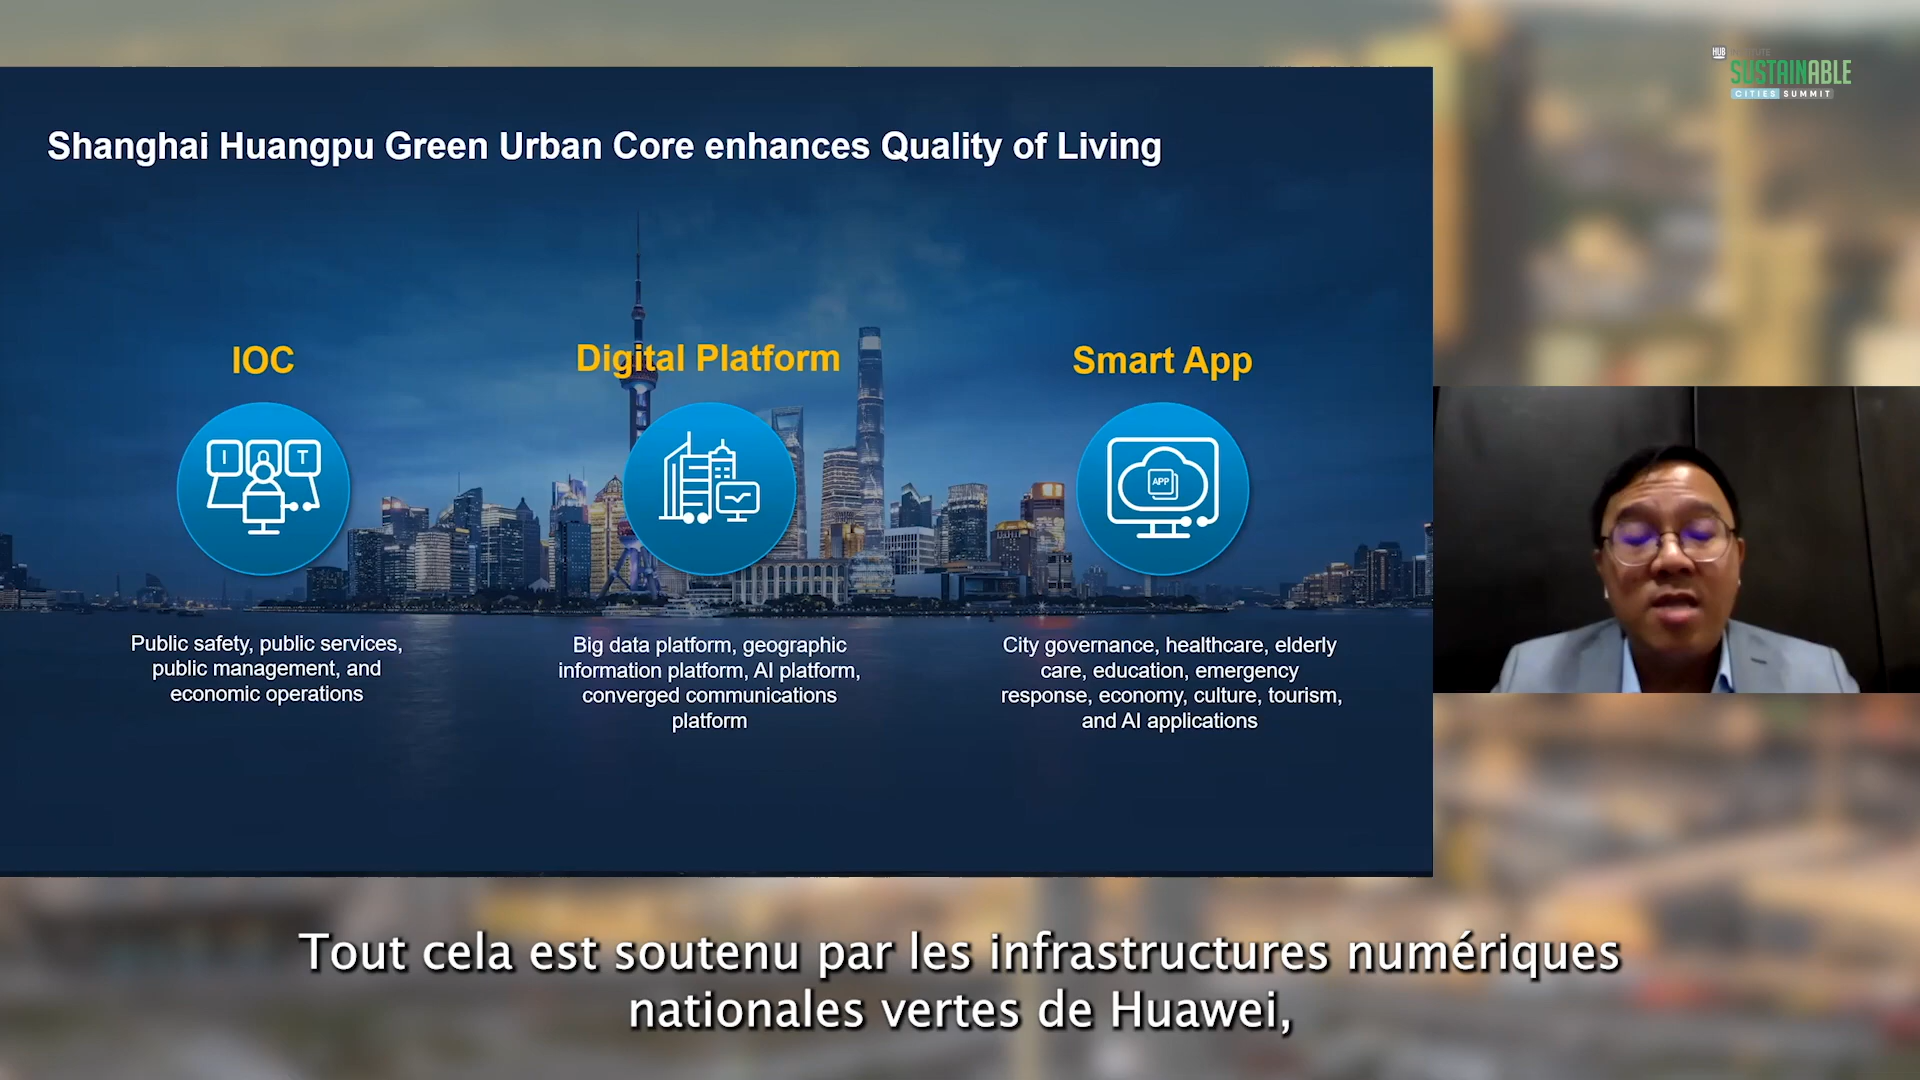 HUB INSTITUTE
SUSTAINABLE
CITIES SUMMIT
Shanghai Huangpu Green Urban Core enhances Quality of Living
IOC
Digital Platform
Smart App
I O T
APP
Public safety, public services,
public management, and
economic operations
Big data platform, geographic
information platform, AI platform,
converged communications
platform
City governance, healthcare, elderly
care, education, emergency
response, economy, culture, tourism,
and AI applications
Tout cela est soutenu par les infrastructures numériques
nationales vertes de Huawei,